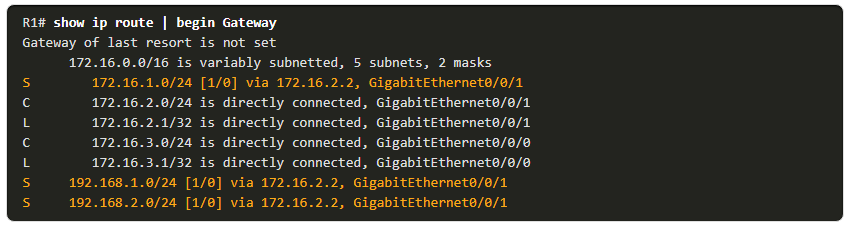 R1# show ip route | begin Gateway
Gateway of last resort is not set
      172.16.0.0/16 is variably subnetted, 5 subnets, 2 masks
S        172.16.1.0/24 [1/0] via 172.16.2.2, GigabitEthernet0/0/1
C        172.16.2.0/24 is directly connected, GigabitEthernet0/0/1
L        172.16.2.1/32 is directly connected, GigabitEthernet0/0/1
C        172.16.3.0/24 is directly connected, GigabitEthernet0/0/0
L        172.16.3.1/32 is directly connected, GigabitEthernet0/0/0
S     192.168.1.0/24 [1/0] via 172.16.2.2, GigabitEthernet0/0/1
S     192.168.2.0/24 [1/0] via 172.16.2.2, GigabitEthernet0/0/1